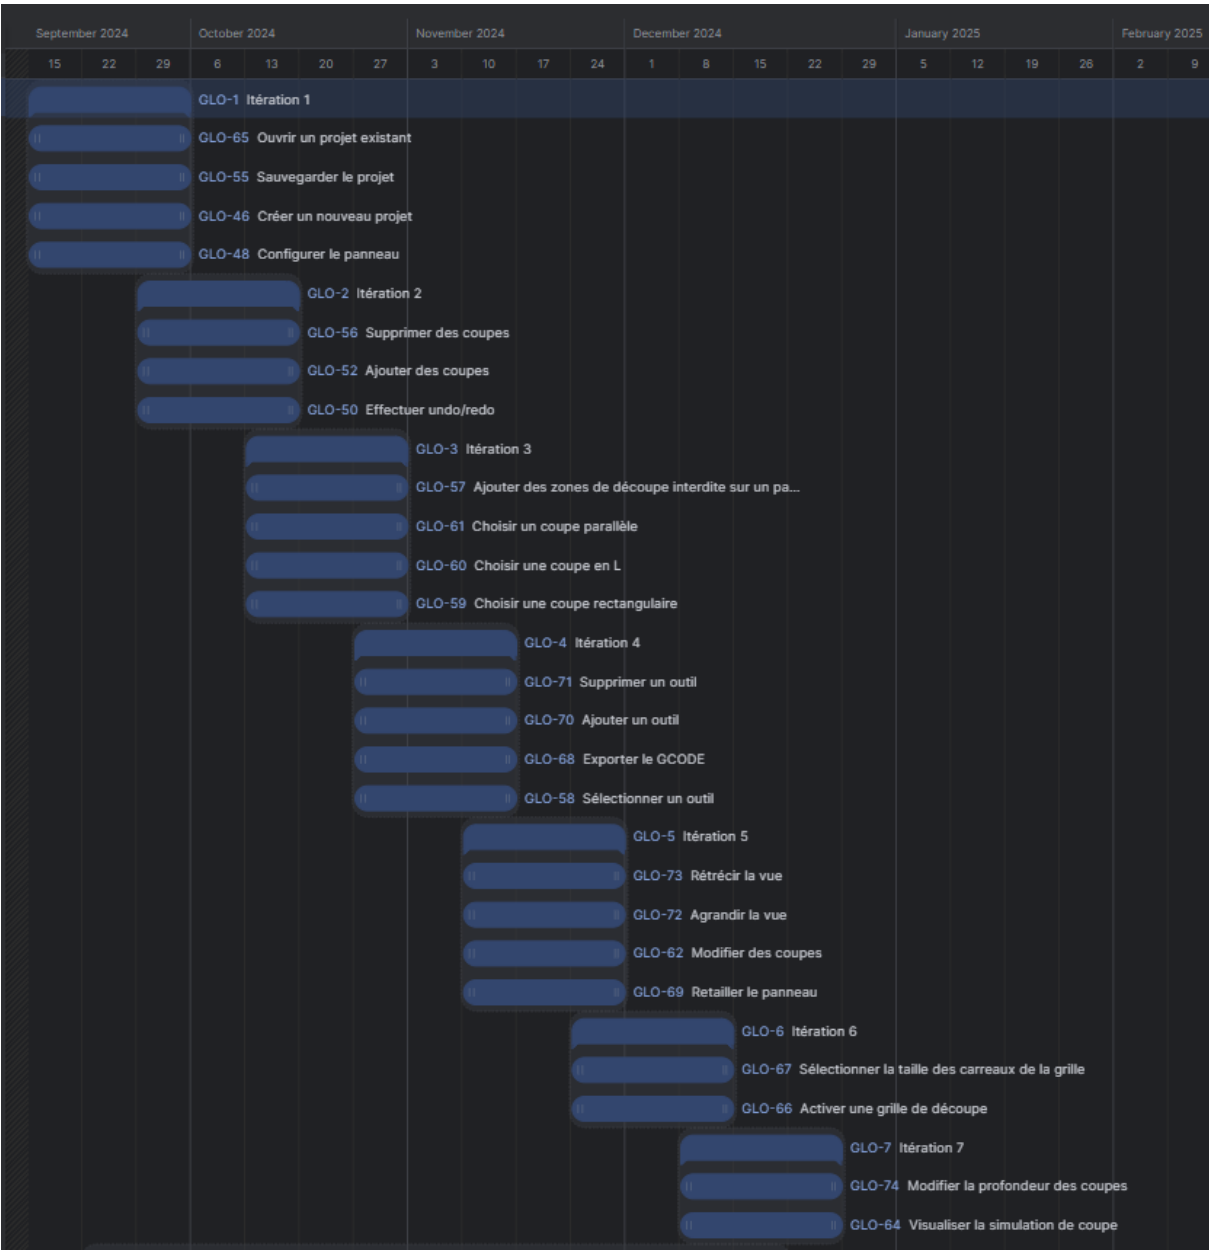 September 2024 October 2024 November 2024 December 2024 January 2025 February 2025
15 22 29 6 13 20 27 3 10 17 24 1 8 15 22 29 5 12 19 26 2 9
GLO-1 Itération 1
GLO-65 Ouvrir un projet existant
GLO-55 Sauvegarder le projet
GLO-46 Créer un nouveau projet
GLO-48 Configurer le panneau
GLO-2 Itération 2
GLO-56 Supprimer des coupes
GLO-52 Ajouter des coupes
GLO-50 Effectuer undo/redo
GLO-3 Itération 3
GLO-57 Ajouter des zones de découpe interdite sur un pa...
GLO-61 Choisir un coupe parallèle
GLO-60 Choisir une coupe en L
GLO-59 Choisir une coupe rectangulaire
GLO-4 Itération 4
GLO-71 Supprimer un outil
GLO-70 Ajouter un outil
GLO-68 Exporter le GCODE
GLO-58 Sélectionner un outil
GLO-5 Itération 5
GLO-73 Rétrécir la vue
GLO-72 Agrandir la vue
GLO-62 Modifier des coupes
GLO-69 Retailler le panneau
GLO-6 Itération 6
GLO-67 Sélectionner la taille des carreaux de la grille
GLO-66 Activer une grille de découpe
GLO-7 Itération 7
GLO-74 Modifier la profondeur des coupes
GLO-64 Visualiser la simulation de coupe